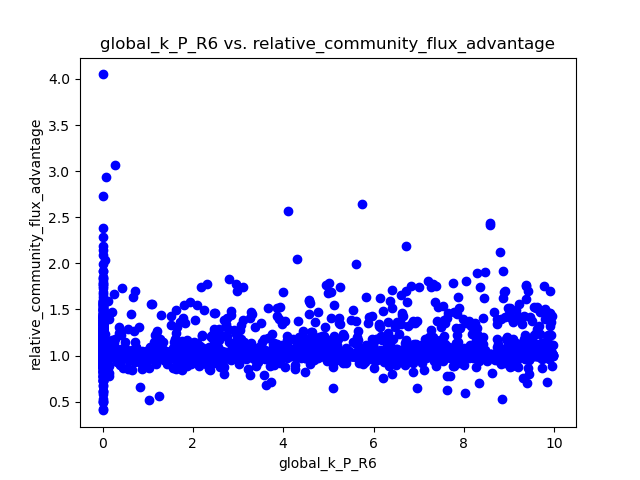 global_k_P_R6 vs. relative_community_flux_advantage
relative_community_flux_advantage
4.0
3.5
3.0
2.5
2.0
1.5
1.0
0.5
0 2 4 6 8 10
global_k_P_R6